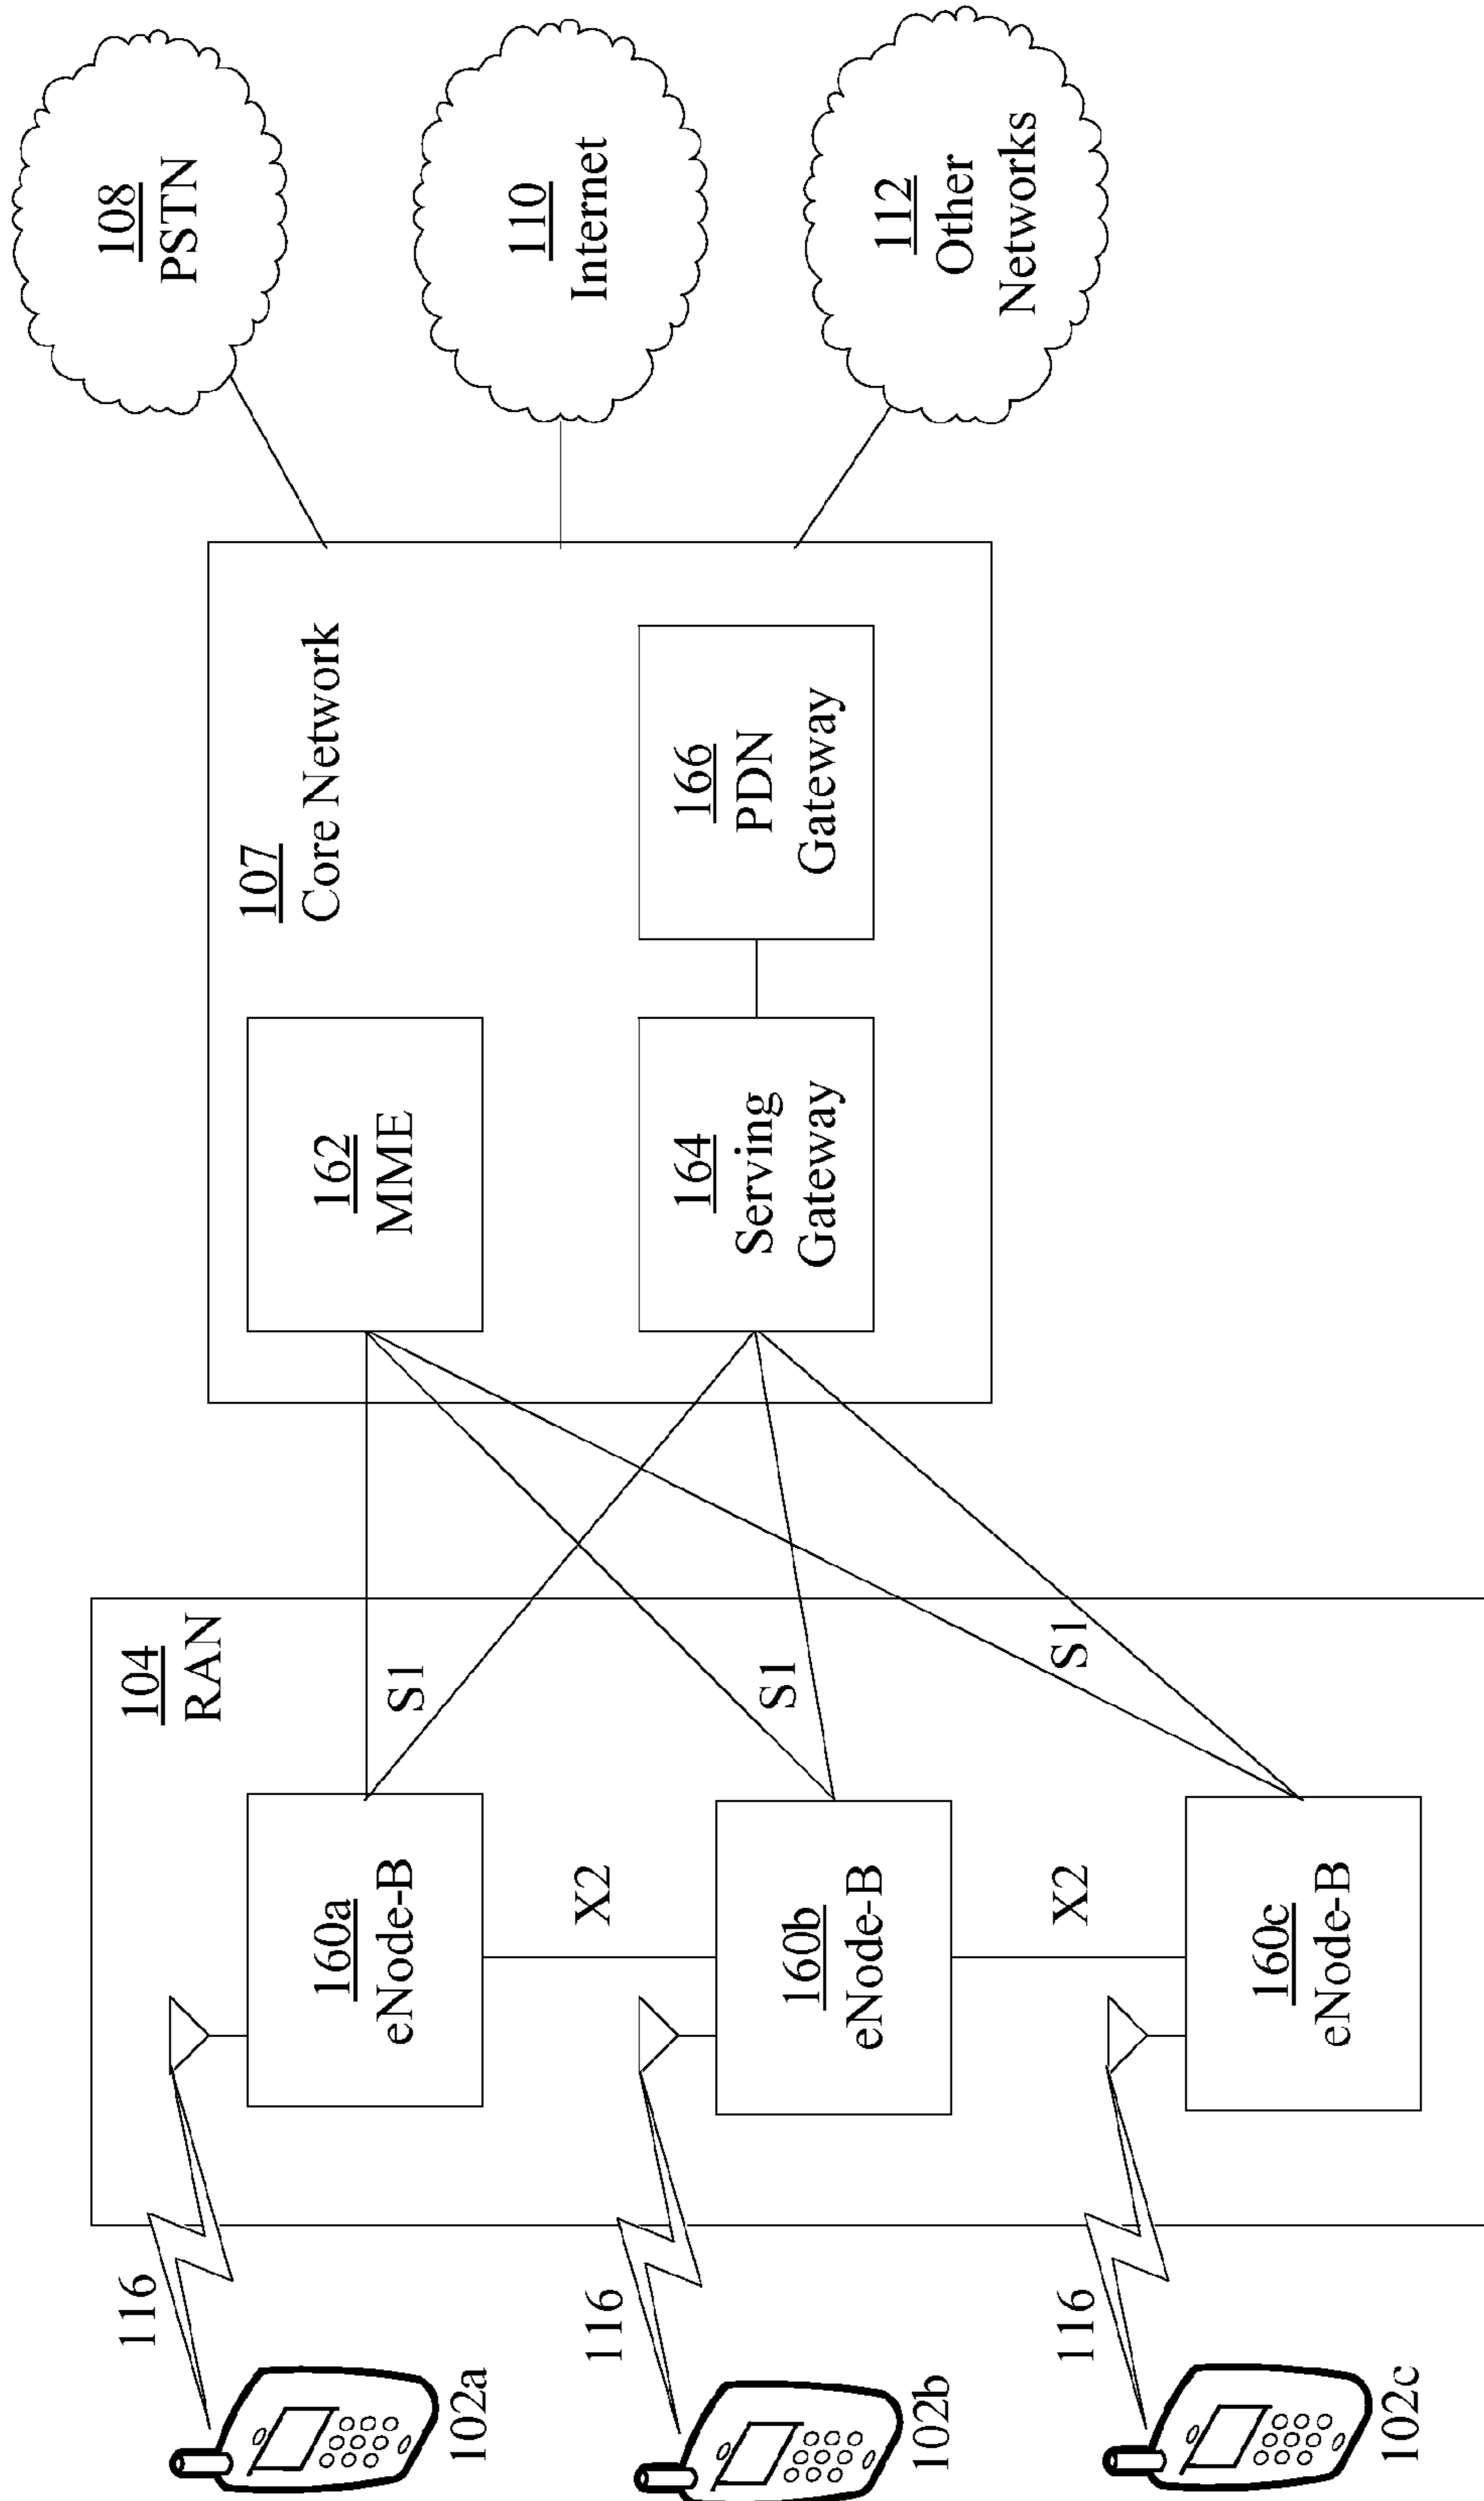 104
RAN
107
Core Network
108
PSTN
116
102a
160a
eNode-B
S1
162
MME
X2
110
Internet
116
102b
160b
eNode-B
S1
164
Serving
Gateway
166
PDN
Gateway
X2
S1
112
Other
Networks
116
102c
160c
eNode-B